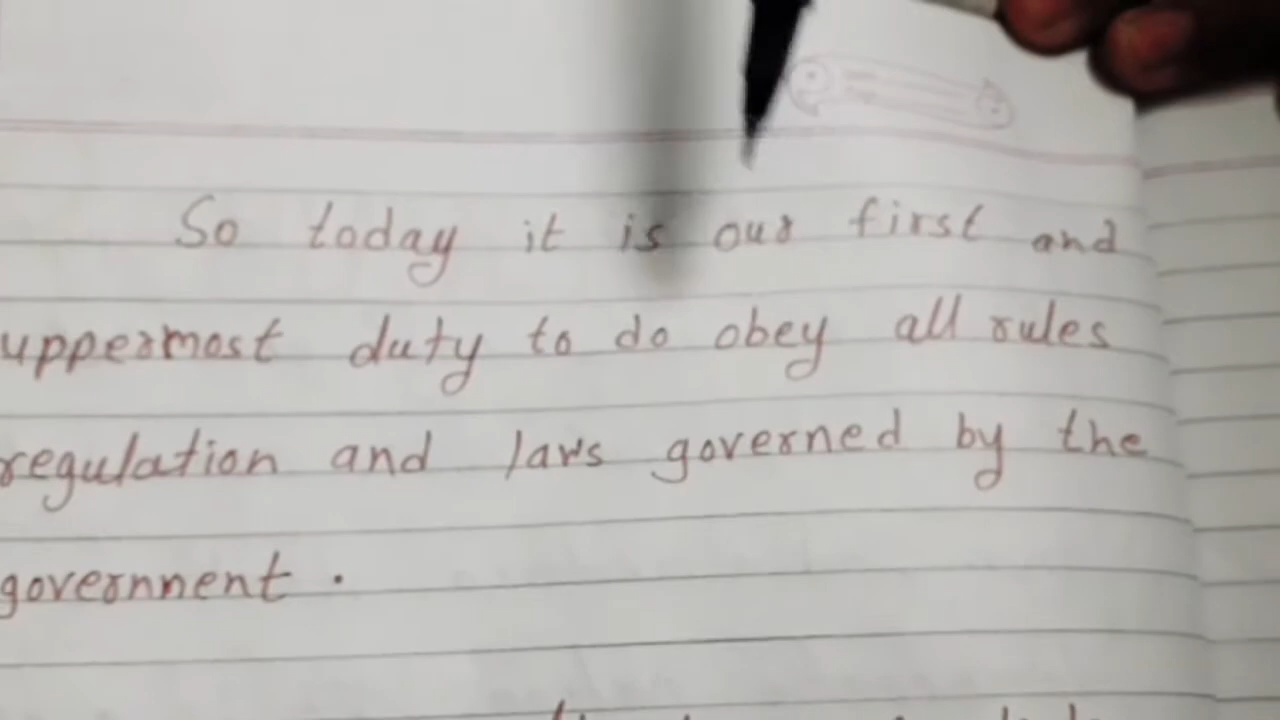 So today it is our first and
uppermost duty to do obey all rules
regulation and laws governed by the
government .